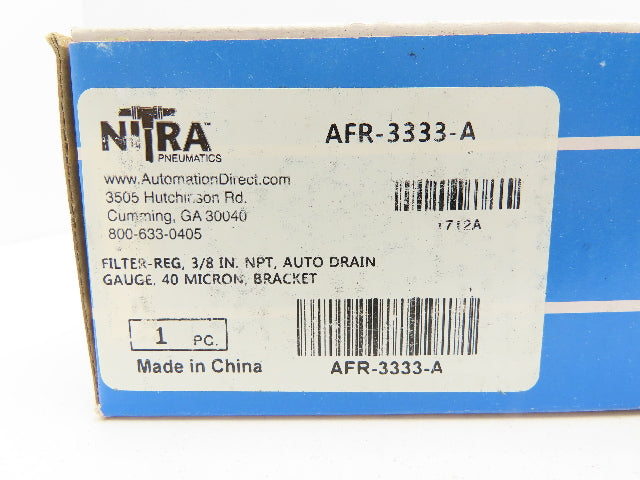 NITRA™
PNEUMATICS
AFR-3333-A
www.AutomationDirect.com
3505 Hutchinson Rd.
Cumming, GA 30040
800-633-0405
1712A
FILTER-REG, 3/8 IN. NPT, AUTO DRAIN
GAUGE, 40 MICRON, BRACKET
1 PC.
Made in China
AFR-3333-A